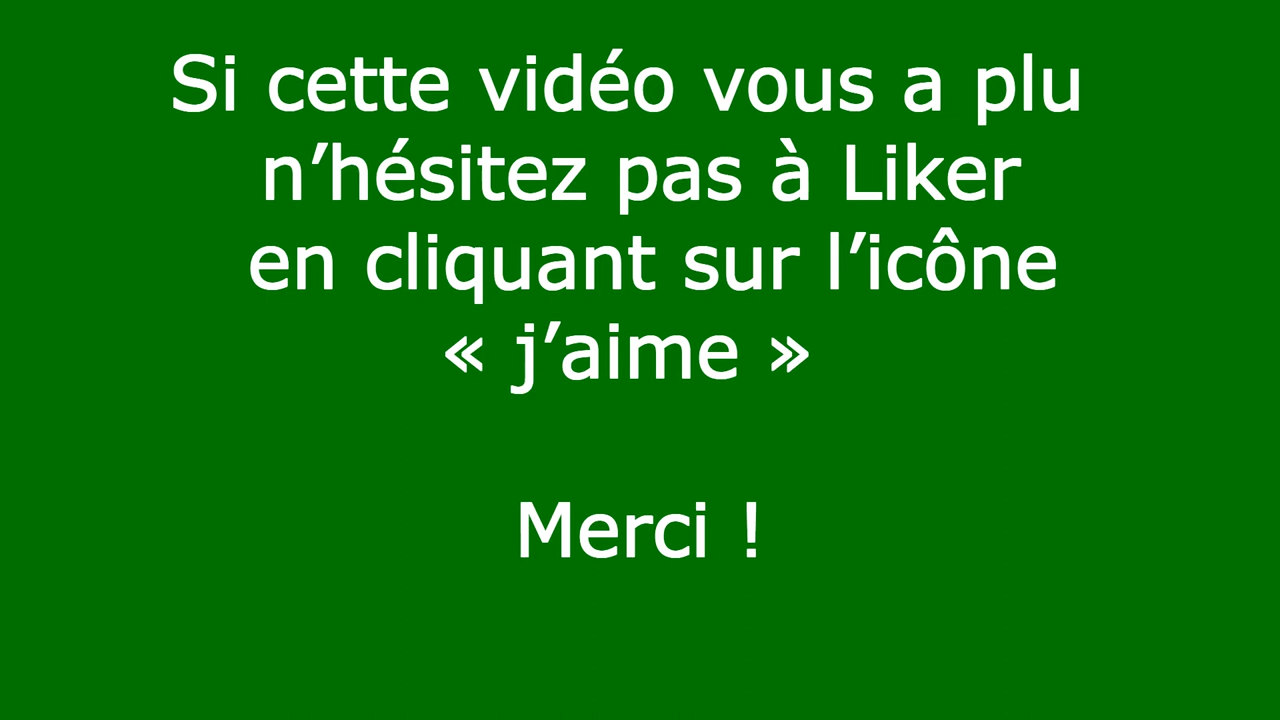 Si cette vidéo vous a plu
n’hésitez pas à Liker
en cliquant sur l’icône
« j’aime »
Merci !